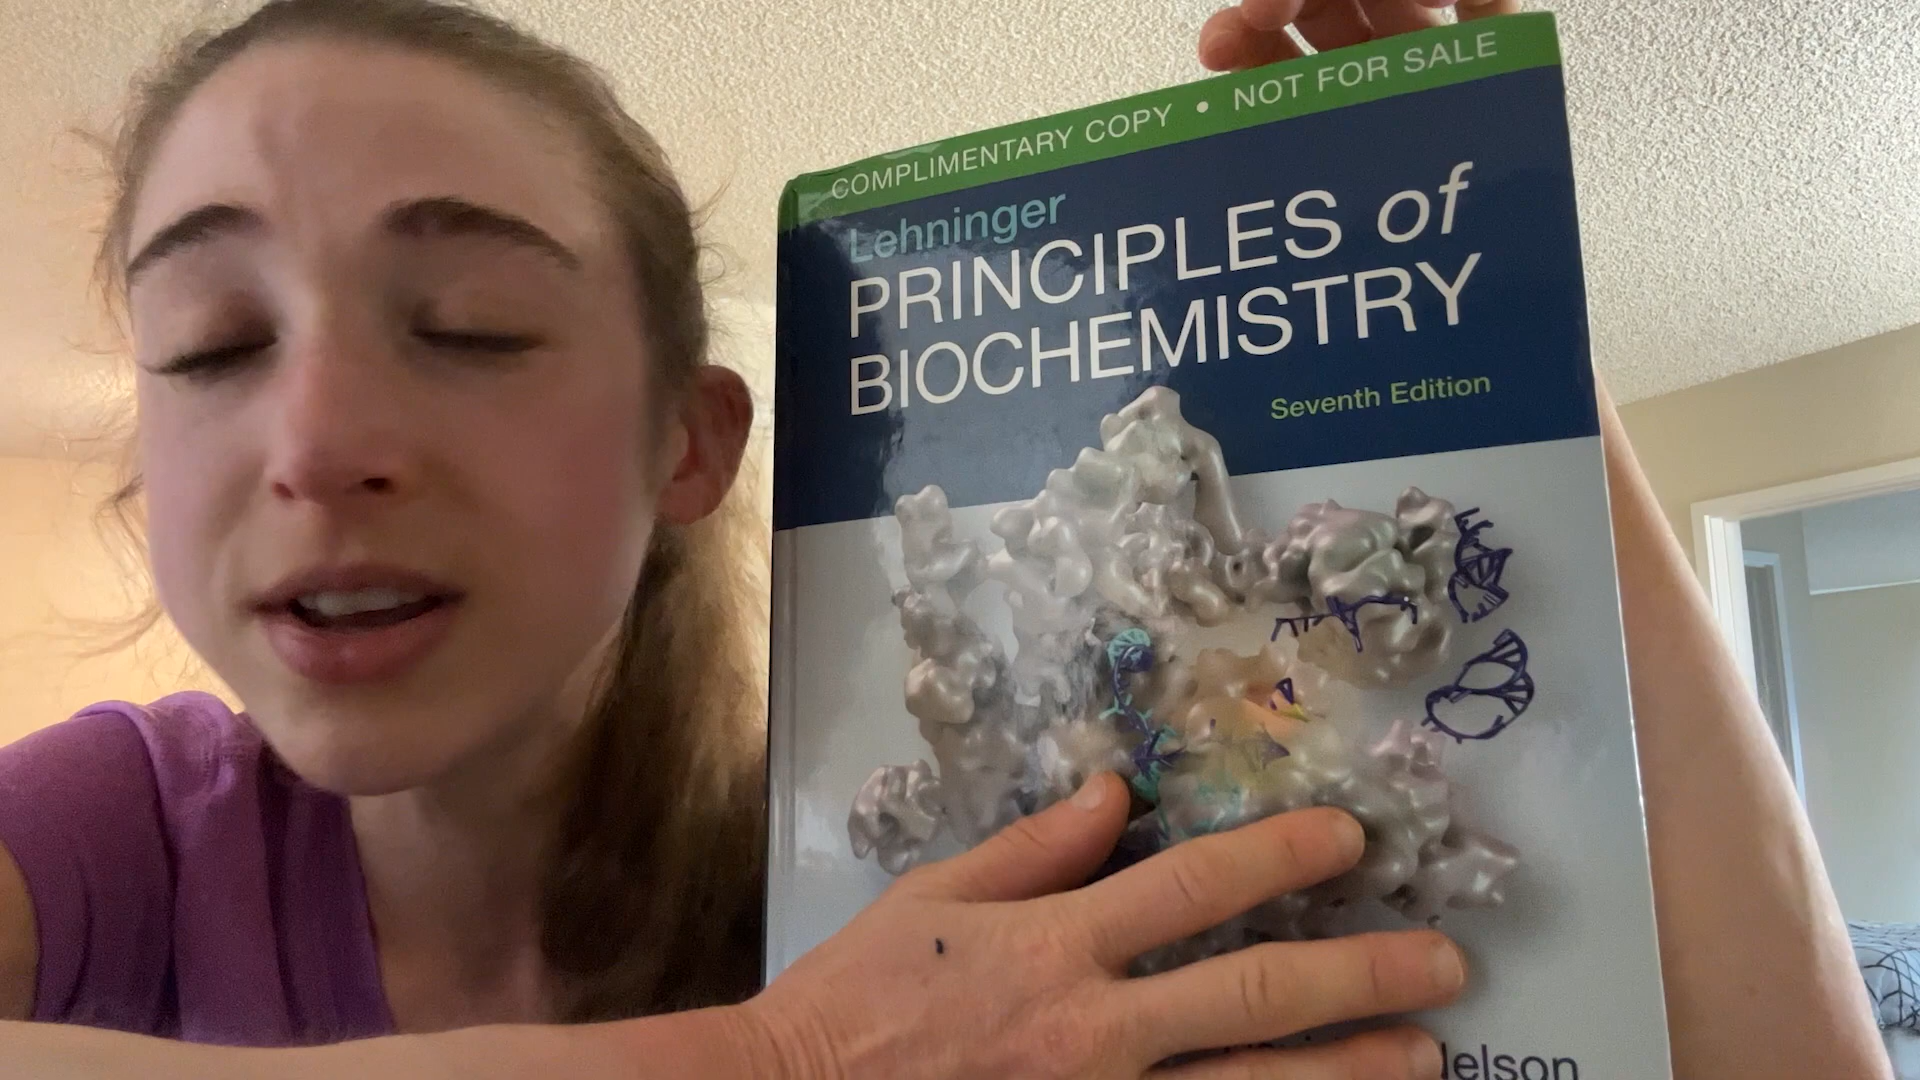 COMPLIMENTARY COPY • NOT FOR SALE
Lehninger
PRINCIPLES of
BIOCHEMISTRY
Seventh Edition